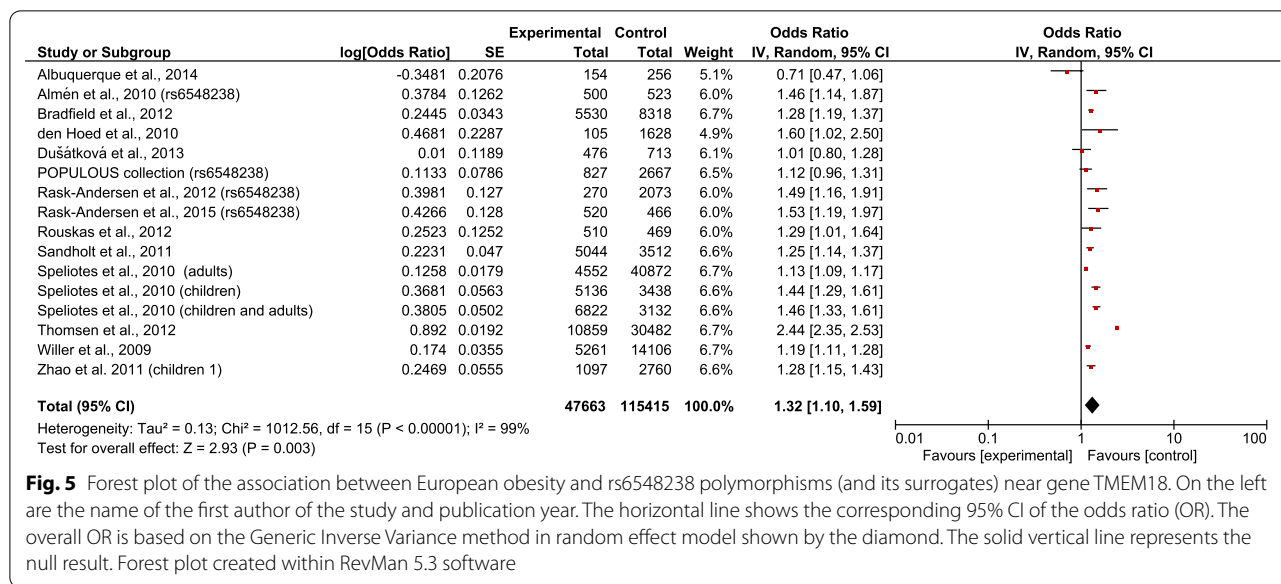 Experimental Control Odds Ratio Odds Ratio
Study or Subgroup log[Odds Ratio] SE Total Total Weight IV, Random, 95% CI IV, Random, 95% CI
Albuquerque et al., 2014 -0.3481 0.2076 154 256 5.1% 0.71 [0.47, 1.06]
Almén et al., 2010 (rs6548238) 0.3784 0.1262 500 523 6.0% 1.46 [1.14, 1.87]
Bradfield et al., 2012 0.2445 0.0343 5530 8318 6.7% 1.28 [1.19, 1.37]
den Hoed et al., 2010 0.4681 0.2287 105 1628 4.9% 1.60 [1.02, 2.50]
Dušátková et al., 2013 0.01 0.1189 476 713 6.1% 1.01 [0.80, 1.28]
POPULOUS collection (rs6548238) 0.1133 0.0786 827 2667 6.5% 1.12 [0.96, 1.31]
Rask-Andersen et al., 2012 (rs6548238) 0.3981 0.127 270 2073 6.0% 1.49 [1.16, 1.91]
Rask-Andersen et al., 2015 (rs6548238) 0.4266 0.128 520 466 6.0% 1.53 [1.19, 1.97]
Rouskas et al., 2012 0.2523 0.1252 510 469 6.0% 1.29 [1.01, 1.64]
Sandholt et al., 2011 0.2231 0.047 5044 3512 6.6% 1.25 [1.14, 1.37]
Speliotes et al., 2010 (adults) 0.1258 0.0179 4552 40872 6.7% 1.13 [1.09, 1.17]
Speliotes et al., 2010 (children) 0.3681 0.0563 5136 3438 6.6% 1.44 [1.29, 1.61]
Speliotes et al., 2010 (children and adults) 0.3805 0.0502 6822 3132 6.6% 1.46 [1.33, 1.61]
Thomsen et al., 2012 0.892 0.0192 10859 30482 6.7% 2.44 [2.35, 2.53]
Willer et al., 2009 0.174 0.0355 5261 14106 6.7% 1.19 [1.11, 1.28]
Zhao et al. 2011 (children 1) 0.2469 0.0555 1097 2760 6.6% 1.28 [1.15, 1.43]
Total (95% CI) 47663 115415 100.0% 1.32 [1.10, 1.59]
Heterogeneity: Tau² = 0.13; Chi² = 1012.56, df = 15 (P < 0.00001); I² = 99%
Test for overall effect: Z = 2.93 (P = 0.003)
0.01 0.1 1 10 100
Favours [experimental] Favours [control]
Fig. 5 Forest plot of the association between European obesity and rs6548238 polymorphisms (and its surrogates) near gene TMEM18. On the left
are the name of the first author of the study and publication year. The horizontal line shows the corresponding 95% CI of the odds ratio (OR). The
overall OR is based on the Generic Inverse Variance method in random effect model shown by the diamond. The solid vertical line represents the
null result. Forest plot created within RevMan 5.3 software